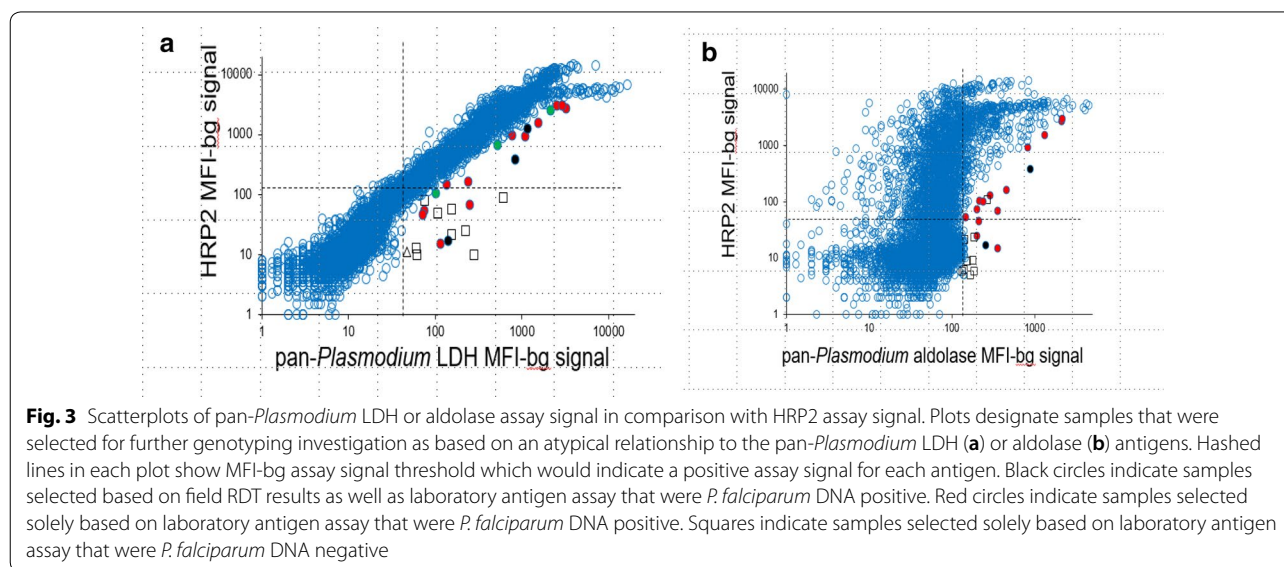 a
HRP2 MFI-bg signal
10000
1000
100
10
1
1
10
100
1000
10000
pan-Plasmodium LDH MFI-bg signal
b
HRP2 MFI-bg signal
10000
1000
100
10
1
1
10
100
1000
pan-Plasmodium aldolase MFI-bg signal
Fig. 3 Scatterplots of pan-Plasmodium LDH or aldolase assay signal in comparison with HRP2 assay signal. Plots designate samples that were
selected for further genotyping investigation as based on an atypical relationship to the pan-Plasmodium LDH (a) or aldolase (b) antigens. Hashed
lines in each plot show MFI-bg assay signal threshold which would indicate a positive assay signal for each antigen. Black circles indicate samples
selected based on field RDT results as well as laboratory antigen assay that were P. falciparum DNA positive. Red circles indicate samples selected
solely based on laboratory antigen assay that were P. falciparum DNA positive. Squares indicate samples selected solely based on laboratory antigen
assay that were P. falciparum DNA negative